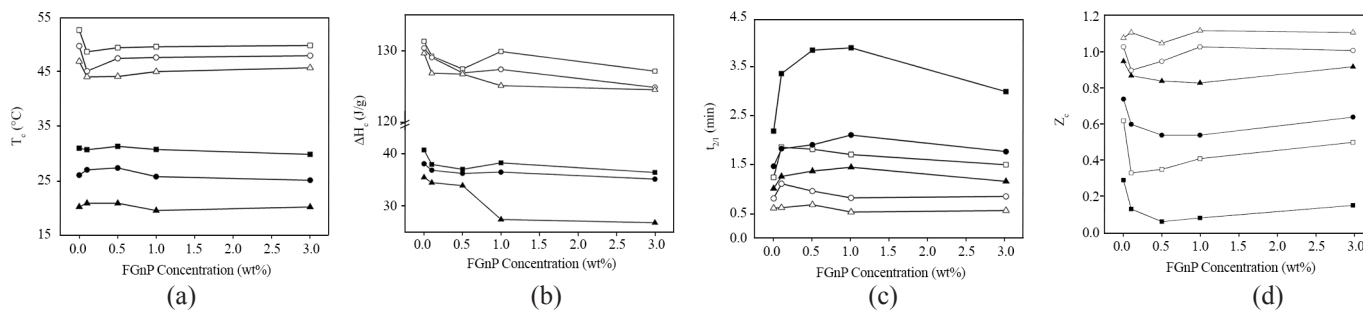 55
45
35
25
15
T_c (°C)
0.0 0.5 1.0 1.5 2.0 2.5 3.0
FGnP Concentration (wt%)
(a)
130
120
40
30
ΔH_c (J/g)
0.0 0.5 1.0 1.5 2.0 2.5 3.0
FGnP Concentration (wt%)
(b)
4.5
3.5
2.5
1.5
0.5
0.0
t_2/1 (min)
0.0 0.5 1.0 1.5 2.0 2.5 3.0
FGnP Concentration (wt%)
(c)
1.2
1.0
0.8
0.6
0.4
0.2
0.0
Z_c
0.0 0.5 1.0 1.5 2.0 2.5 3.0
FGnP Concentration (wt%)
(d)